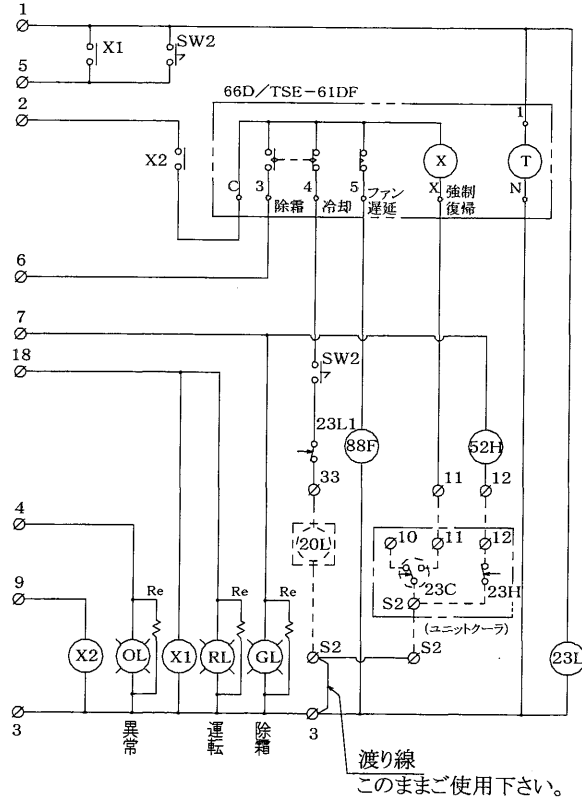 1
X1
SW2
5
66D/TSE-61DF
2
1
X2
X
T
C
3
4
5
X
N
除霜
冷却
ファン遅延
強制復帰
6
7
18
SW2
23L1
88F
52H
33
11
12
4
10
11
12
20L
9
Re
Re
Re
23C
23H
S2
(ユニットクーラ)
X2
OL
X1
RL
GL
S2
S2
23L
3
異常
運転
除霜
3
渡り線
このままご使用下さい。